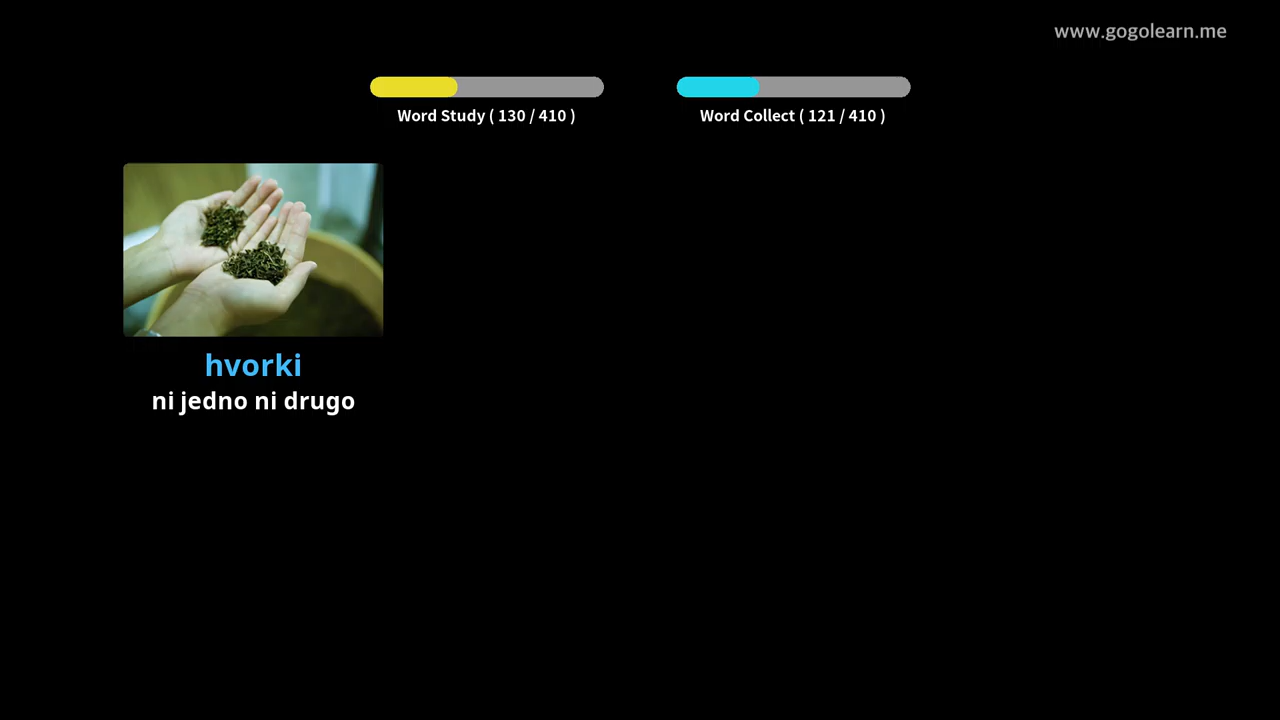 www.gogolearn.me
Word Study ( 130 / 410 )
Word Collect ( 121 / 410 )
hvorki
ni jedno ni drugo